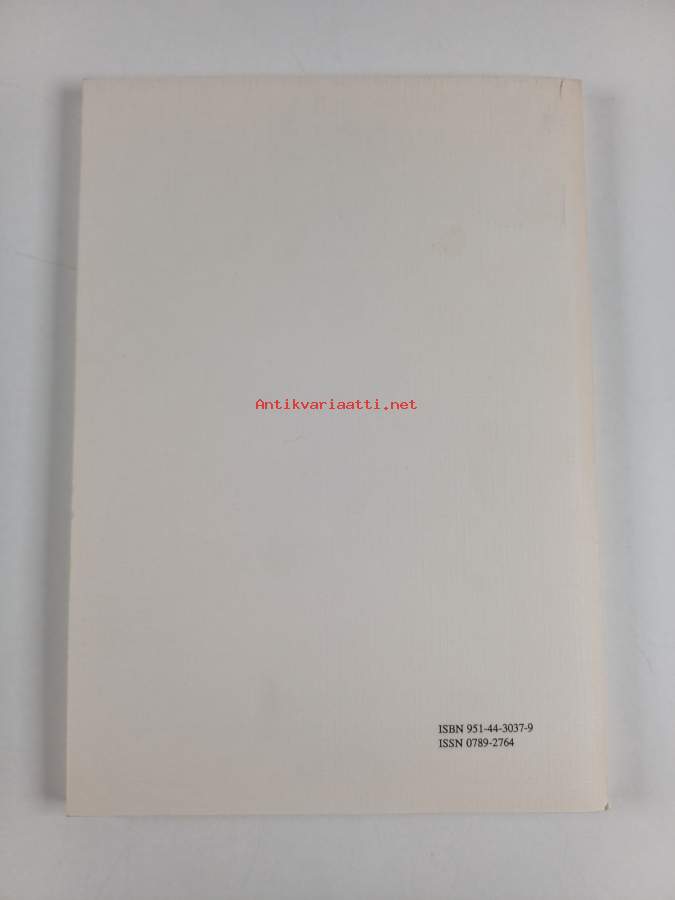 Antikvariaatti.net
ISBN 951-44-3037-9
ISSN 0789-2764